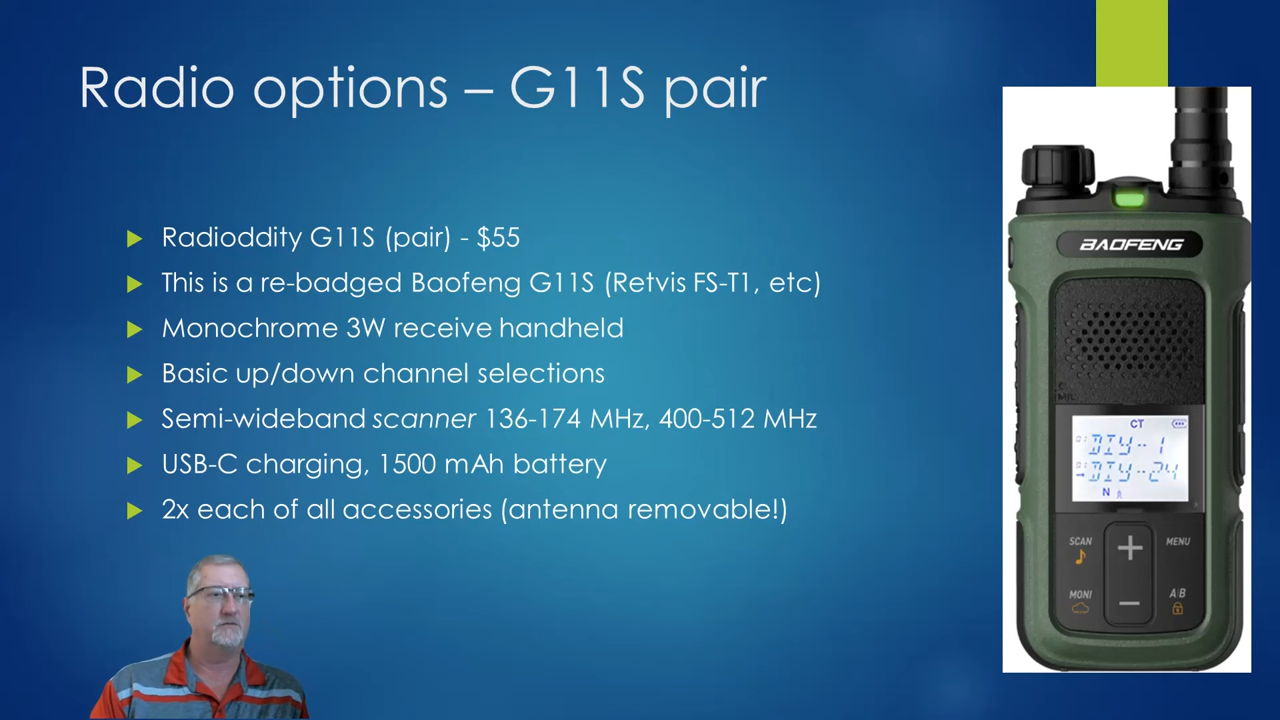 Radio options – G11S pair
Radioddity G11S (pair) - $55
This is a re-badged Baofeng G11S (Retvis FS-T1, etc)
Monochrome 3W receive handheld
Basic up/down channel selections
Semi-wideband scanner 136-174 MHz, 400-512 MHz
USB-C charging, 1500 mAh battery
2x each of all accessories (antenna removable!)
BAOFENG
MIC
CT
DIY-1
DIY-24
N
SCAN
MENU
MONI
A/B